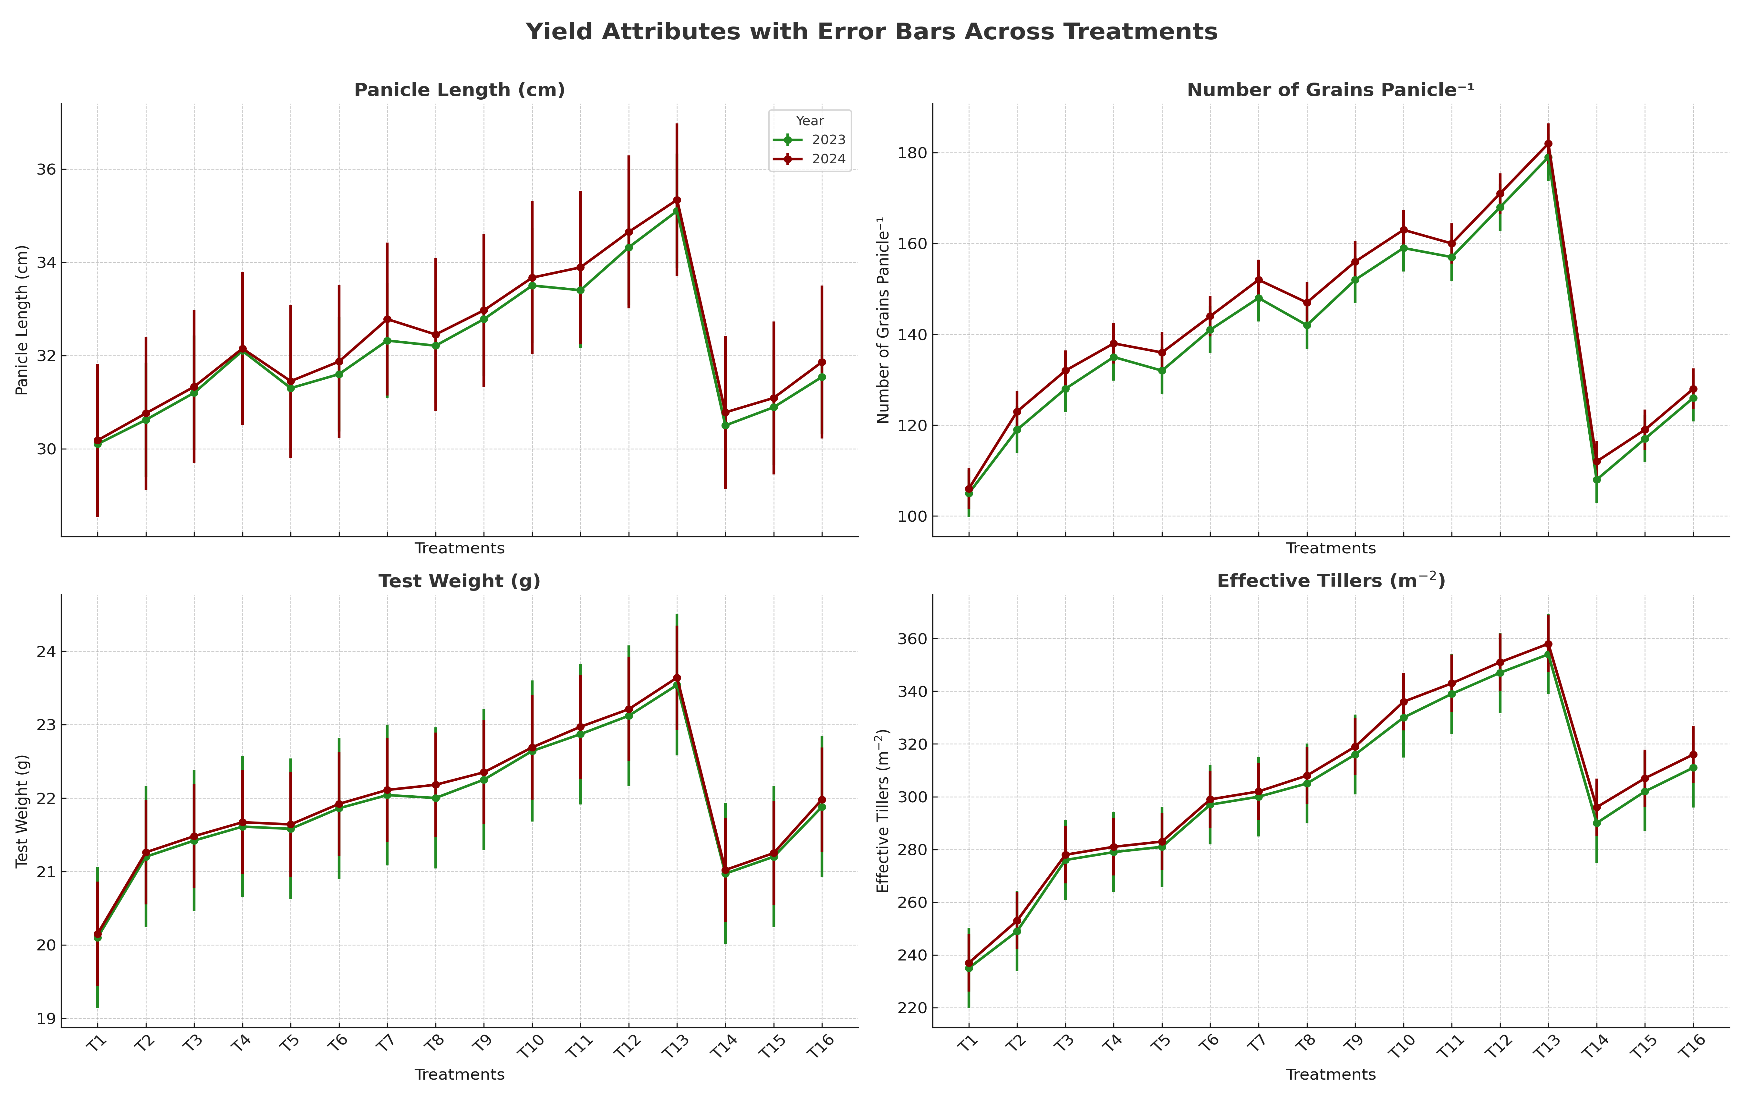 Yield Attributes with Error Bars Across Treatments
Panicle Length (cm)
Panicle Length (cm)
36
34
32
30
Year
2023
2024
Treatments
Number of Grains Panicle⁻¹
Number of Grains Panicle⁻¹
180
160
140
120
100
Treatments
Test Weight (g)
Test Weight (g)
24
23
22
21
20
19
T1 T2 T3 T4 T5 T6 T7 T8 T9 T10 T11 T12 T13 T14 T15 T16
Treatments
Effective Tillers (m⁻²)
Effective Tillers (m⁻²)
360
340
320
300
280
260
240
220
T1 T2 T3 T4 T5 T6 T7 T8 T9 T10 T11 T12 T13 T14 T15 T16
Treatments